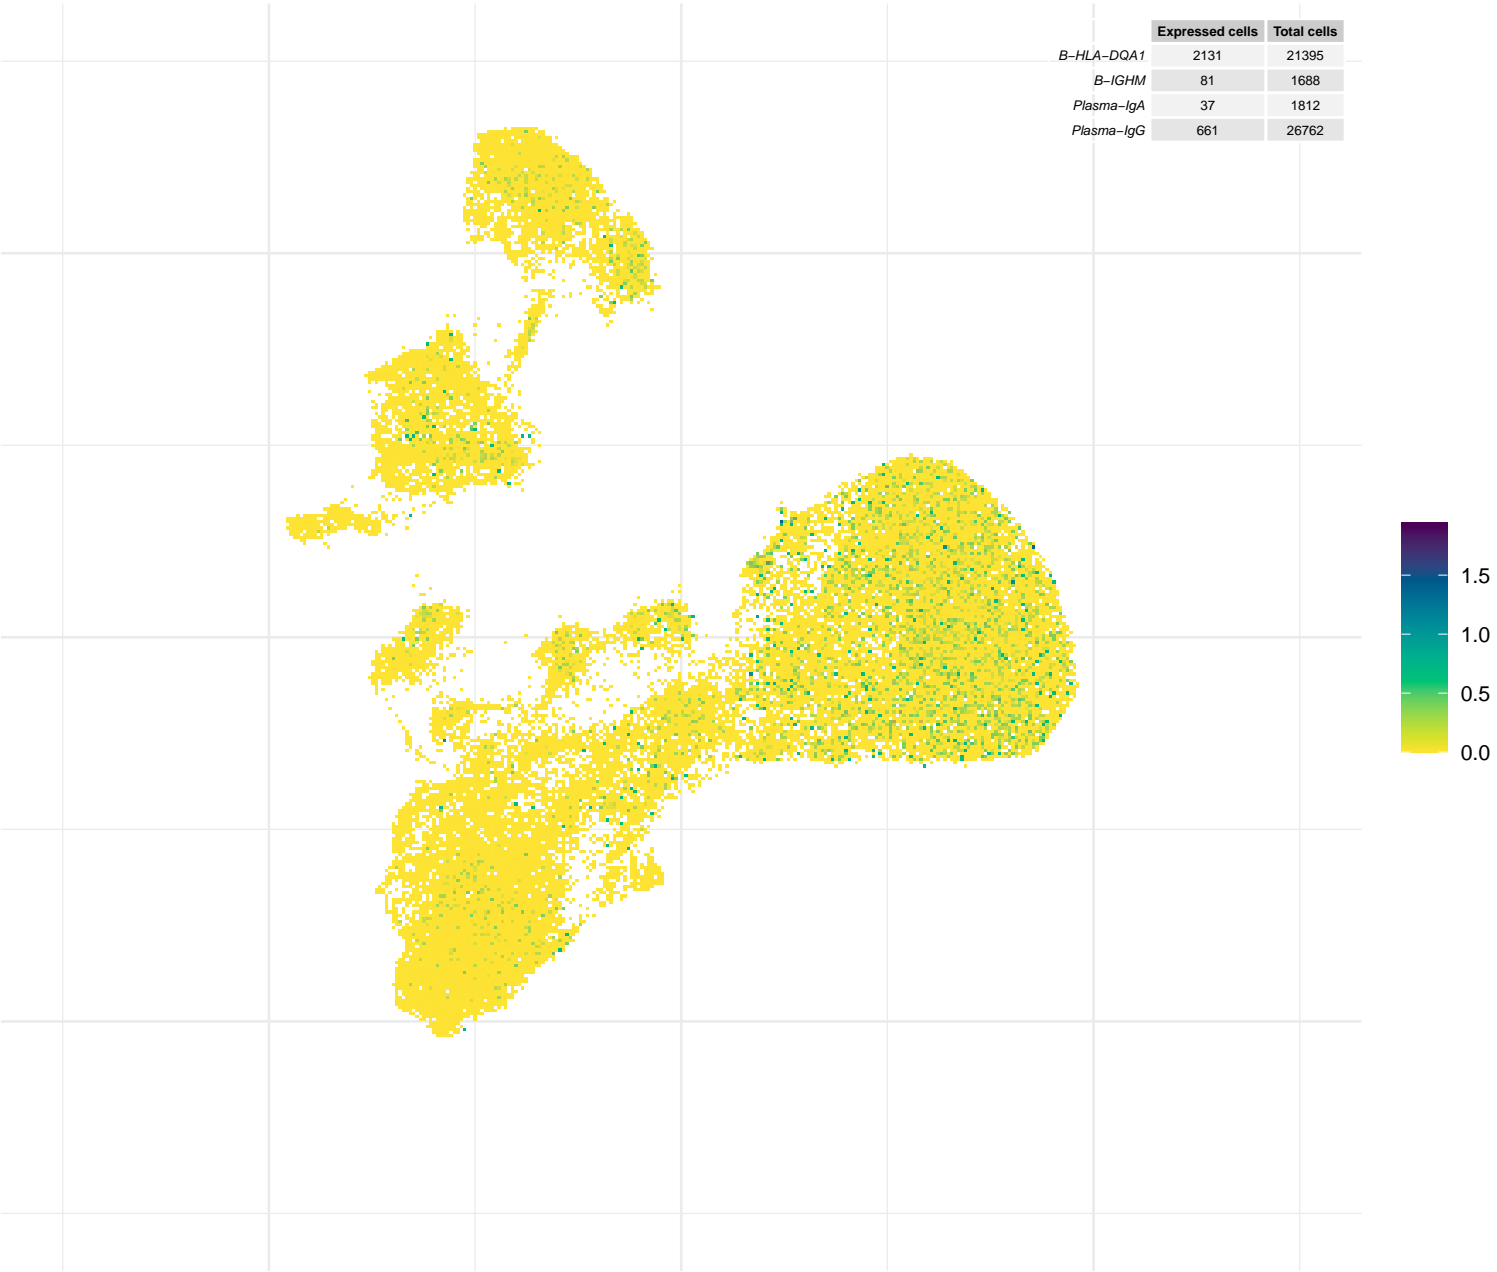 Expressed cells Total cells
B−HLA−DQA1 2131 21395
B−IGHM 81 1688
Plasma−IgA 37 1812
Plasma−IgG 661 26762
1.5
1.0
0.5
0.0